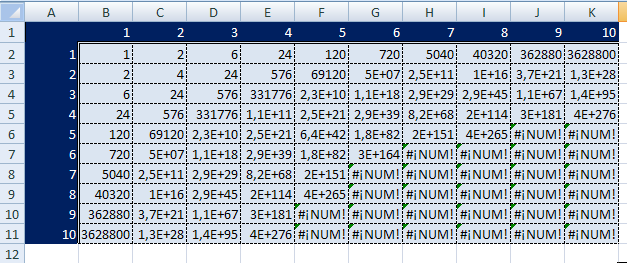 A B C D E F G H I J K
1 1 2 3 4 5 6 7 8 9 10
2 1 1 2 6 24 120 720 5040 40320 362880 3628800
3 2 2 4 24 576 69120 5E+07 2,5E+11 1E+16 3,7E+21 1,3E+28
4 3 6 24 576 331776 2,3E+10 1,1E+18 2,9E+29 2,9E+45 1,1E+67 1,4E+95
5 4 24 576 331776 1,1E+11 2,5E+21 2,9E+39 8,2E+68 2E+114 3E+181 4E+276
6 5 120 69120 2,3E+10 2,5E+21 6,4E+42 1,8E+82 2E+151 4E+265 #¡NUM! #¡NUM!
7 6 720 5E+07 1,1E+18 2,9E+39 1,8E+82 3E+164 #¡NUM! #¡NUM! #¡NUM! #¡NUM!
8 7 5040 2,5E+11 2,9E+29 8,2E+68 2E+151 #¡NUM! #¡NUM! #¡NUM! #¡NUM! #¡NUM!
9 8 40320 1E+16 2,9E+45 2E+114 4E+265 #¡NUM! #¡NUM! #¡NUM! #¡NUM! #¡NUM!
10 9 362880 3,7E+21 1,1E+67 3E+181 #¡NUM! #¡NUM! #¡NUM! #¡NUM! #¡NUM! #¡NUM!
11 10 3628800 1,3E+28 1,4E+95 4E+276 #¡NUM! #¡NUM! #¡NUM! #¡NUM! #¡NUM! #¡NUM!
12